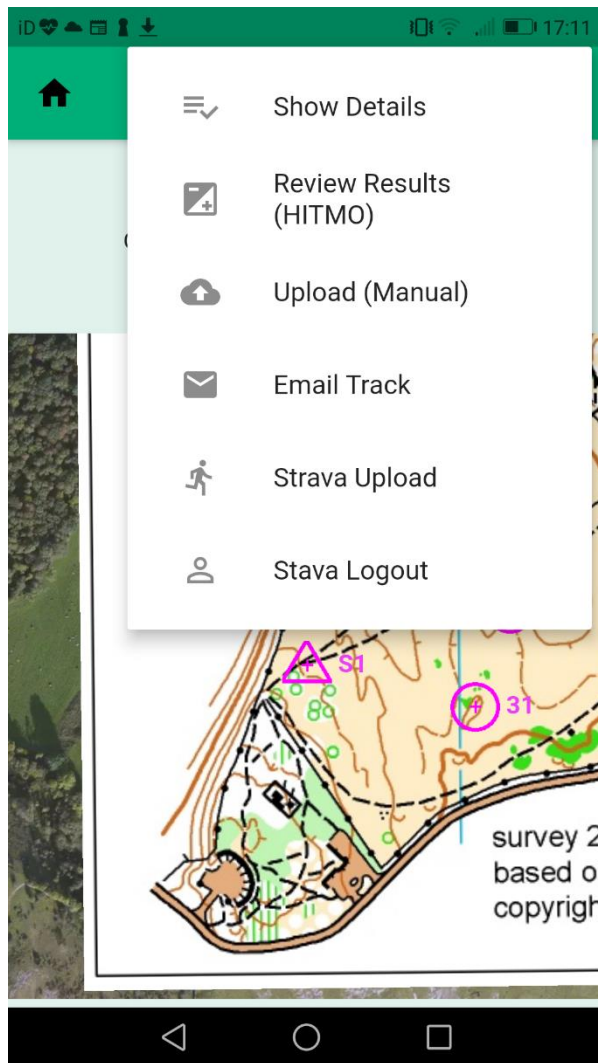 iD 17:11
Show Details
Review Results
(HITMO)
Upload (Manual)
Email Track
Strava Upload
Stava Logout
S1
31
survey 2
based o
copyrigh